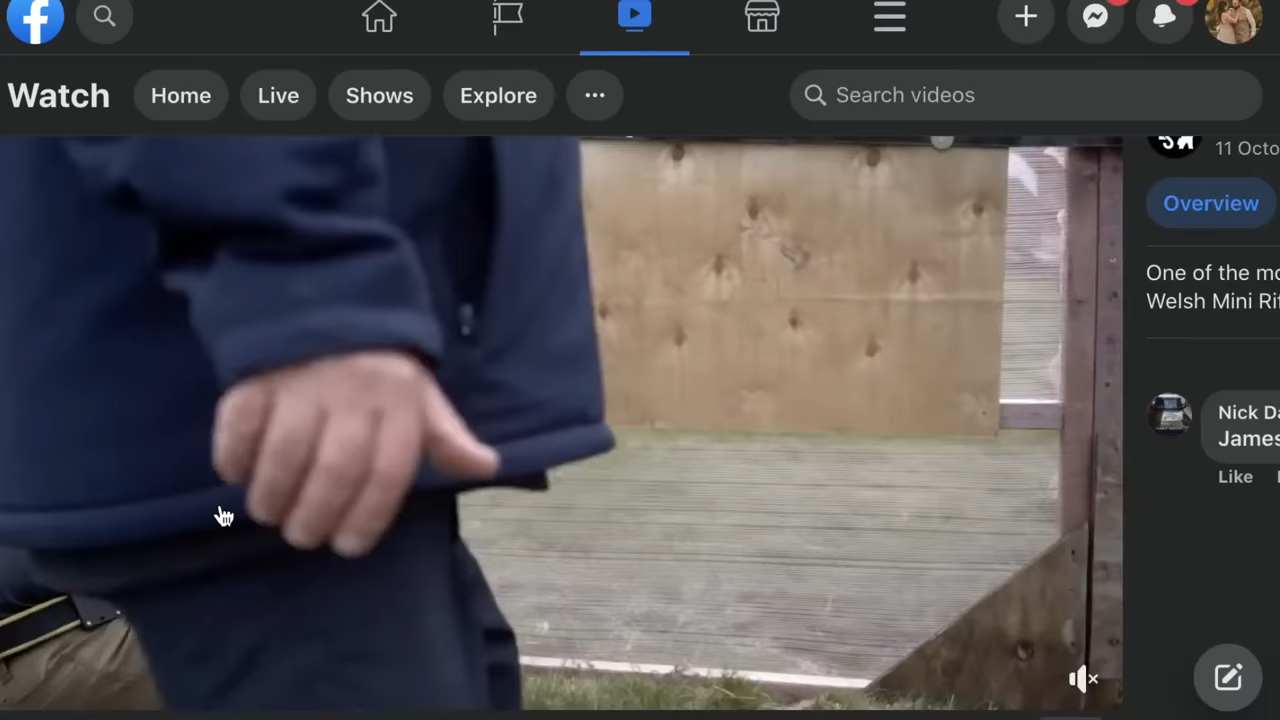 Watch
Home
Live
Shows
Explore
Search videos
11 Octo
Overview
One of the mo
Welsh Mini Rif
Nick Da
James
Like